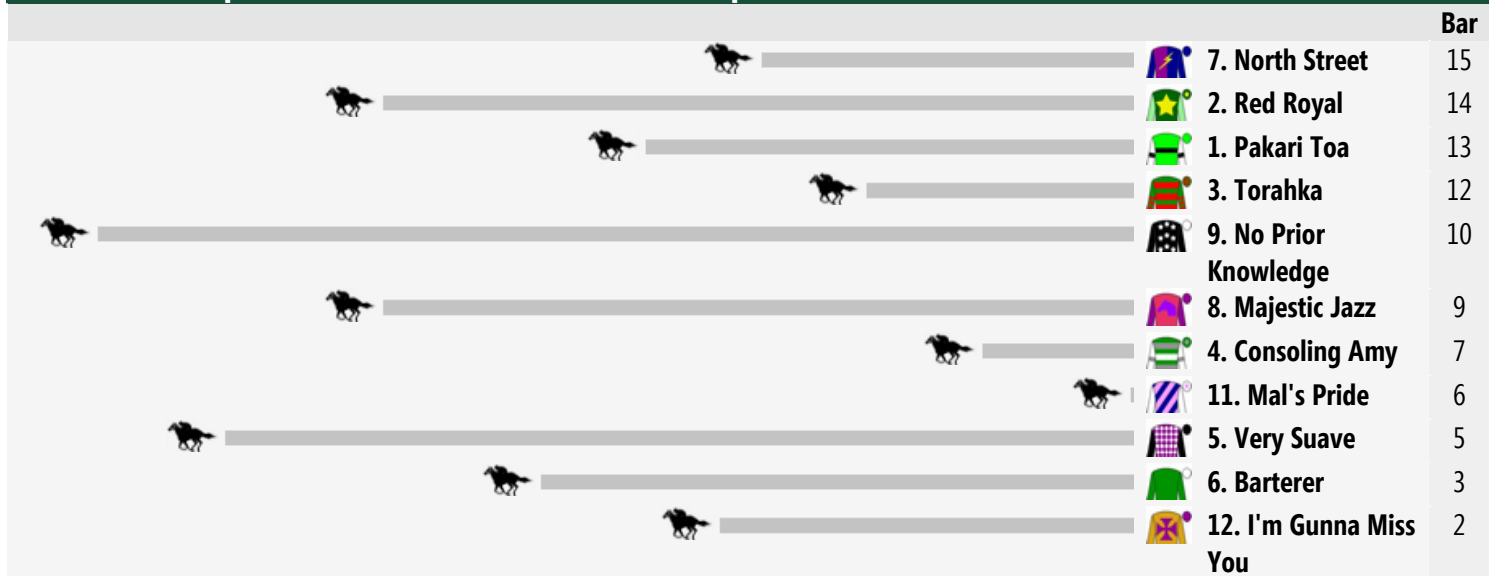 Bar
7. North Street 15
2. Red Royal 14
1. Pakari Toa 13
3. Torahka 12
9. No Prior 10
Knowledge
8. Majestic Jazz 9
4. Consoling Amy 7
11. Mal's Pride 6
5. Very Suave 5
6. Barterer 3
12. I'm Gunna Miss 2
You